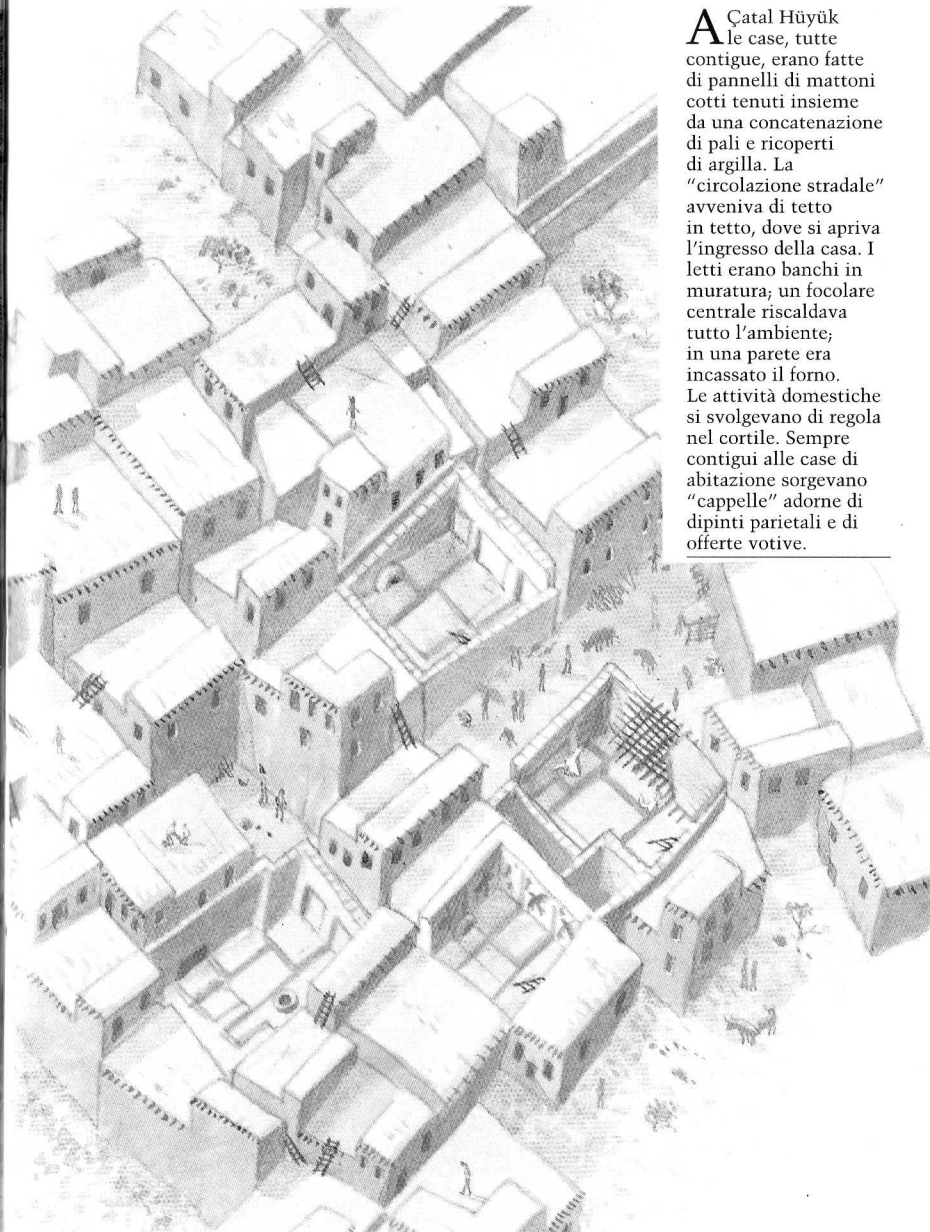 A Çatal Hüyük
le case, tutte
contigue, erano fatte
di pannelli di mattoni
cotti tenuti insieme
da una concatenazione
di pali e ricoperti
di argilla. La
"circolazione stradale"
avveniva di tetto
in tetto, dove si apriva
l'ingresso della casa. I
letti erano banchi in
muratura; un focolare
centrale riscaldava
tutto l'ambiente;
in una parete era
incassato il forno.
Le attività domestiche
si svolgevano di regola
nel cortile. Sempre
contigui alle case di
abitazione sorgevano
"cappelle" adorne di
dipinti parietali e di
offerte votive.